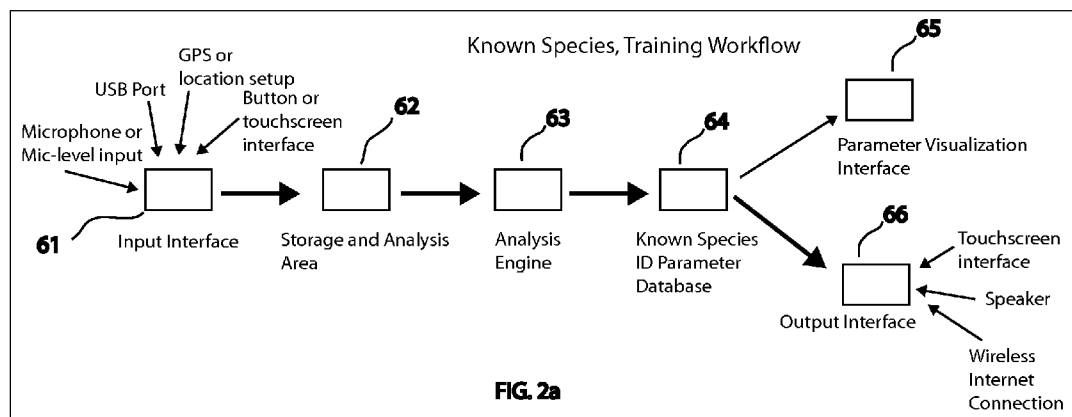 Known Species, Training Workflow
65
GPS or
location setup
USB Port
Button or
touchscreen
interface
Microphone or
Mic-level input
62
63
64
Parameter Visualization
Interface
61
Input Interface
Storage and Analysis
Area
Analysis
Engine
Known Species
ID Parameter
Database
66
Touchscreen
interface
Speaker
Output Interface
Wireless
Internet
Connection
FIG. 2a